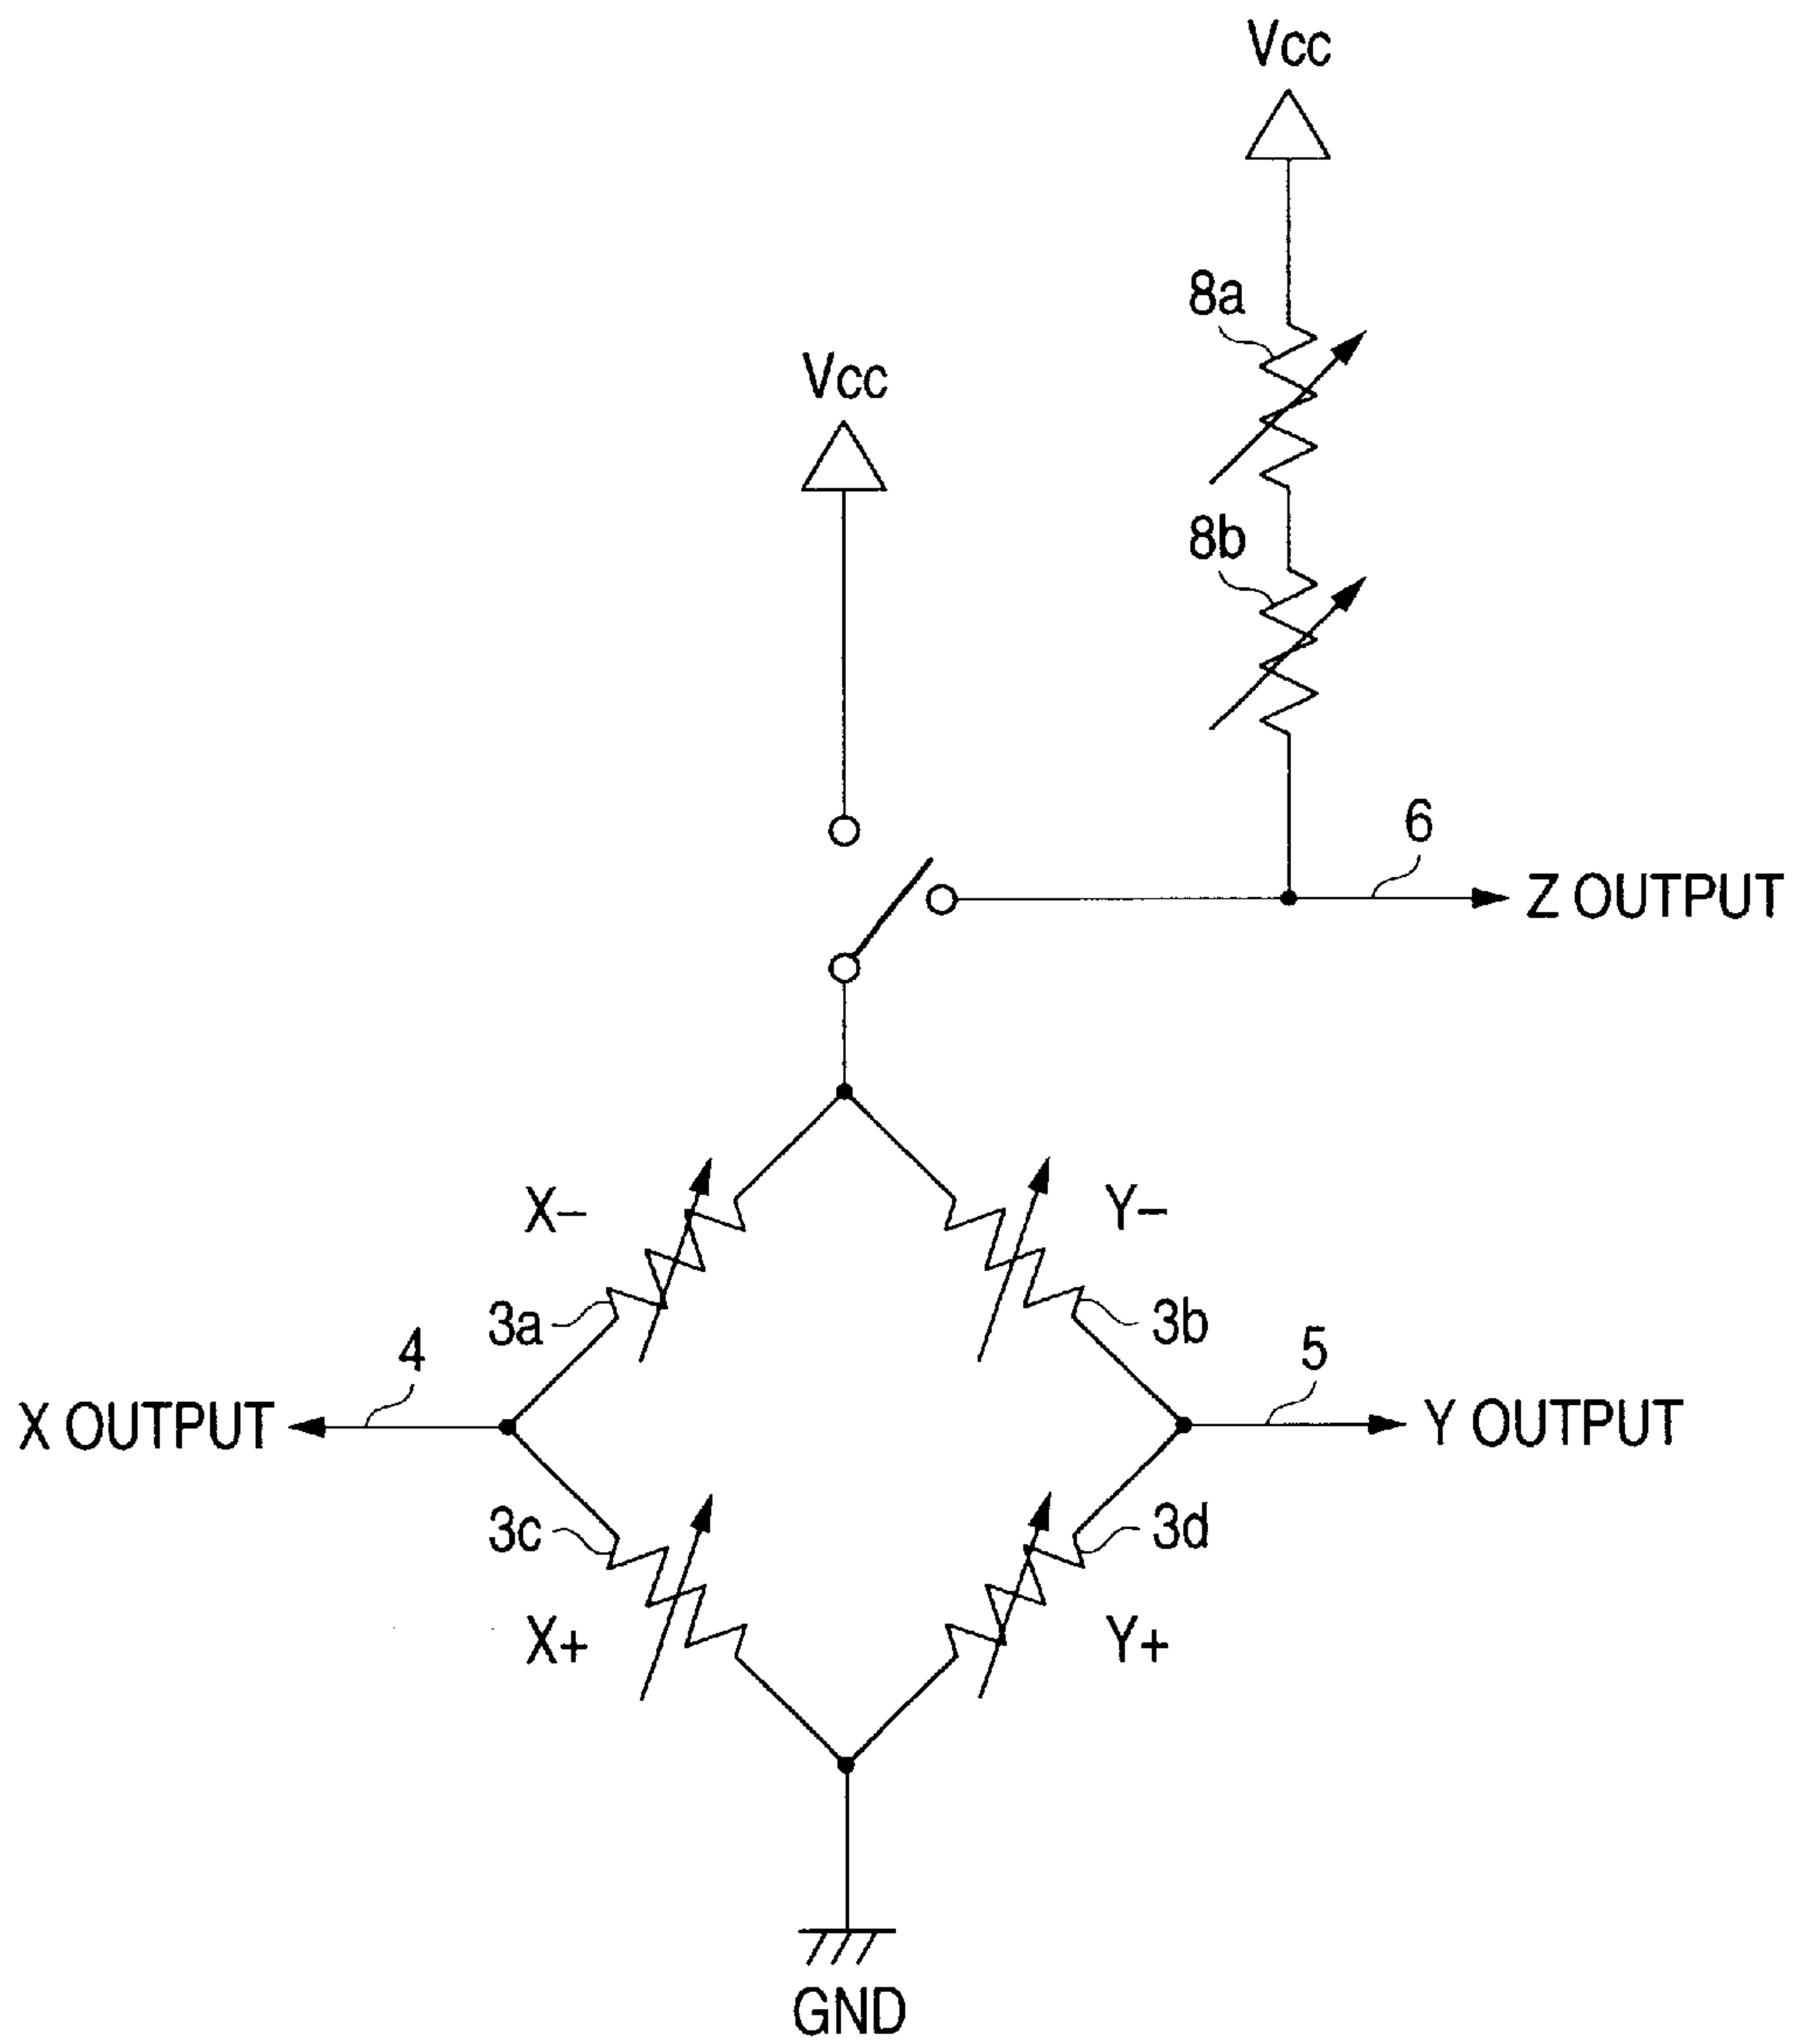 Vcc
8a
Vcc
8b
6
Z OUTPUT
X−
Y−
3a
3b
4
5
X OUTPUT
Y OUTPUT
3c
3d
X+
Y+
GND